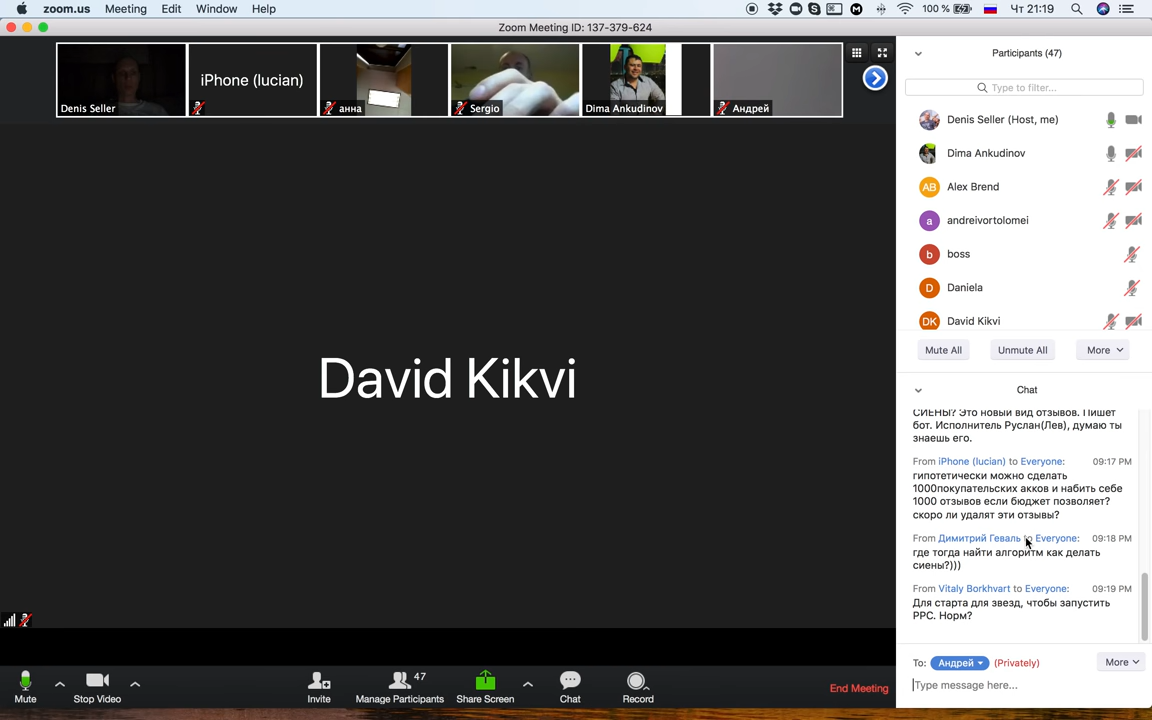 zoom.us Meeting Edit Window Help 100 % Чт 21:19
Zoom Meeting ID: 137-379-624
Denis Seller
iPhone (lucian)
анна
Sergio
Dima Ankudinov
Андрей
David Kikvi
Participants (47)
Type to filter...
Denis Seller (Host, me)
Dima Ankudinov
AB Alex Brend
a andreivortolomei
b boss
D Daniela
DK David Kikvi
Mute All Unmute All More
Chat
СИЕНЫ? Это новый вид отзывов. Пишет
бот. Исполнитель Руслан(Лев), думаю ты
знаешь его.
From iPhone (lucian) to Everyone: 09:17 PM
гипотетически можно сделать
1000покупательских акков и набить себе
1000 отзывов если бюджет позволяет?
скоро ли удалят эти отзывы?
From Димитрий Геваль to Everyone: 09:18 PM
где тогда найти алгоритм как делать
сиены?)))
From Vitaly Borkhvart to Everyone: 09:19 PM
Для старта для звезд, чтобы запустить
PPC. Норм?
To: Андрей (Privately) More
Type message here...
Mute Stop Video Invite Manage Participants 47 Share Screen Chat Record End Meeting